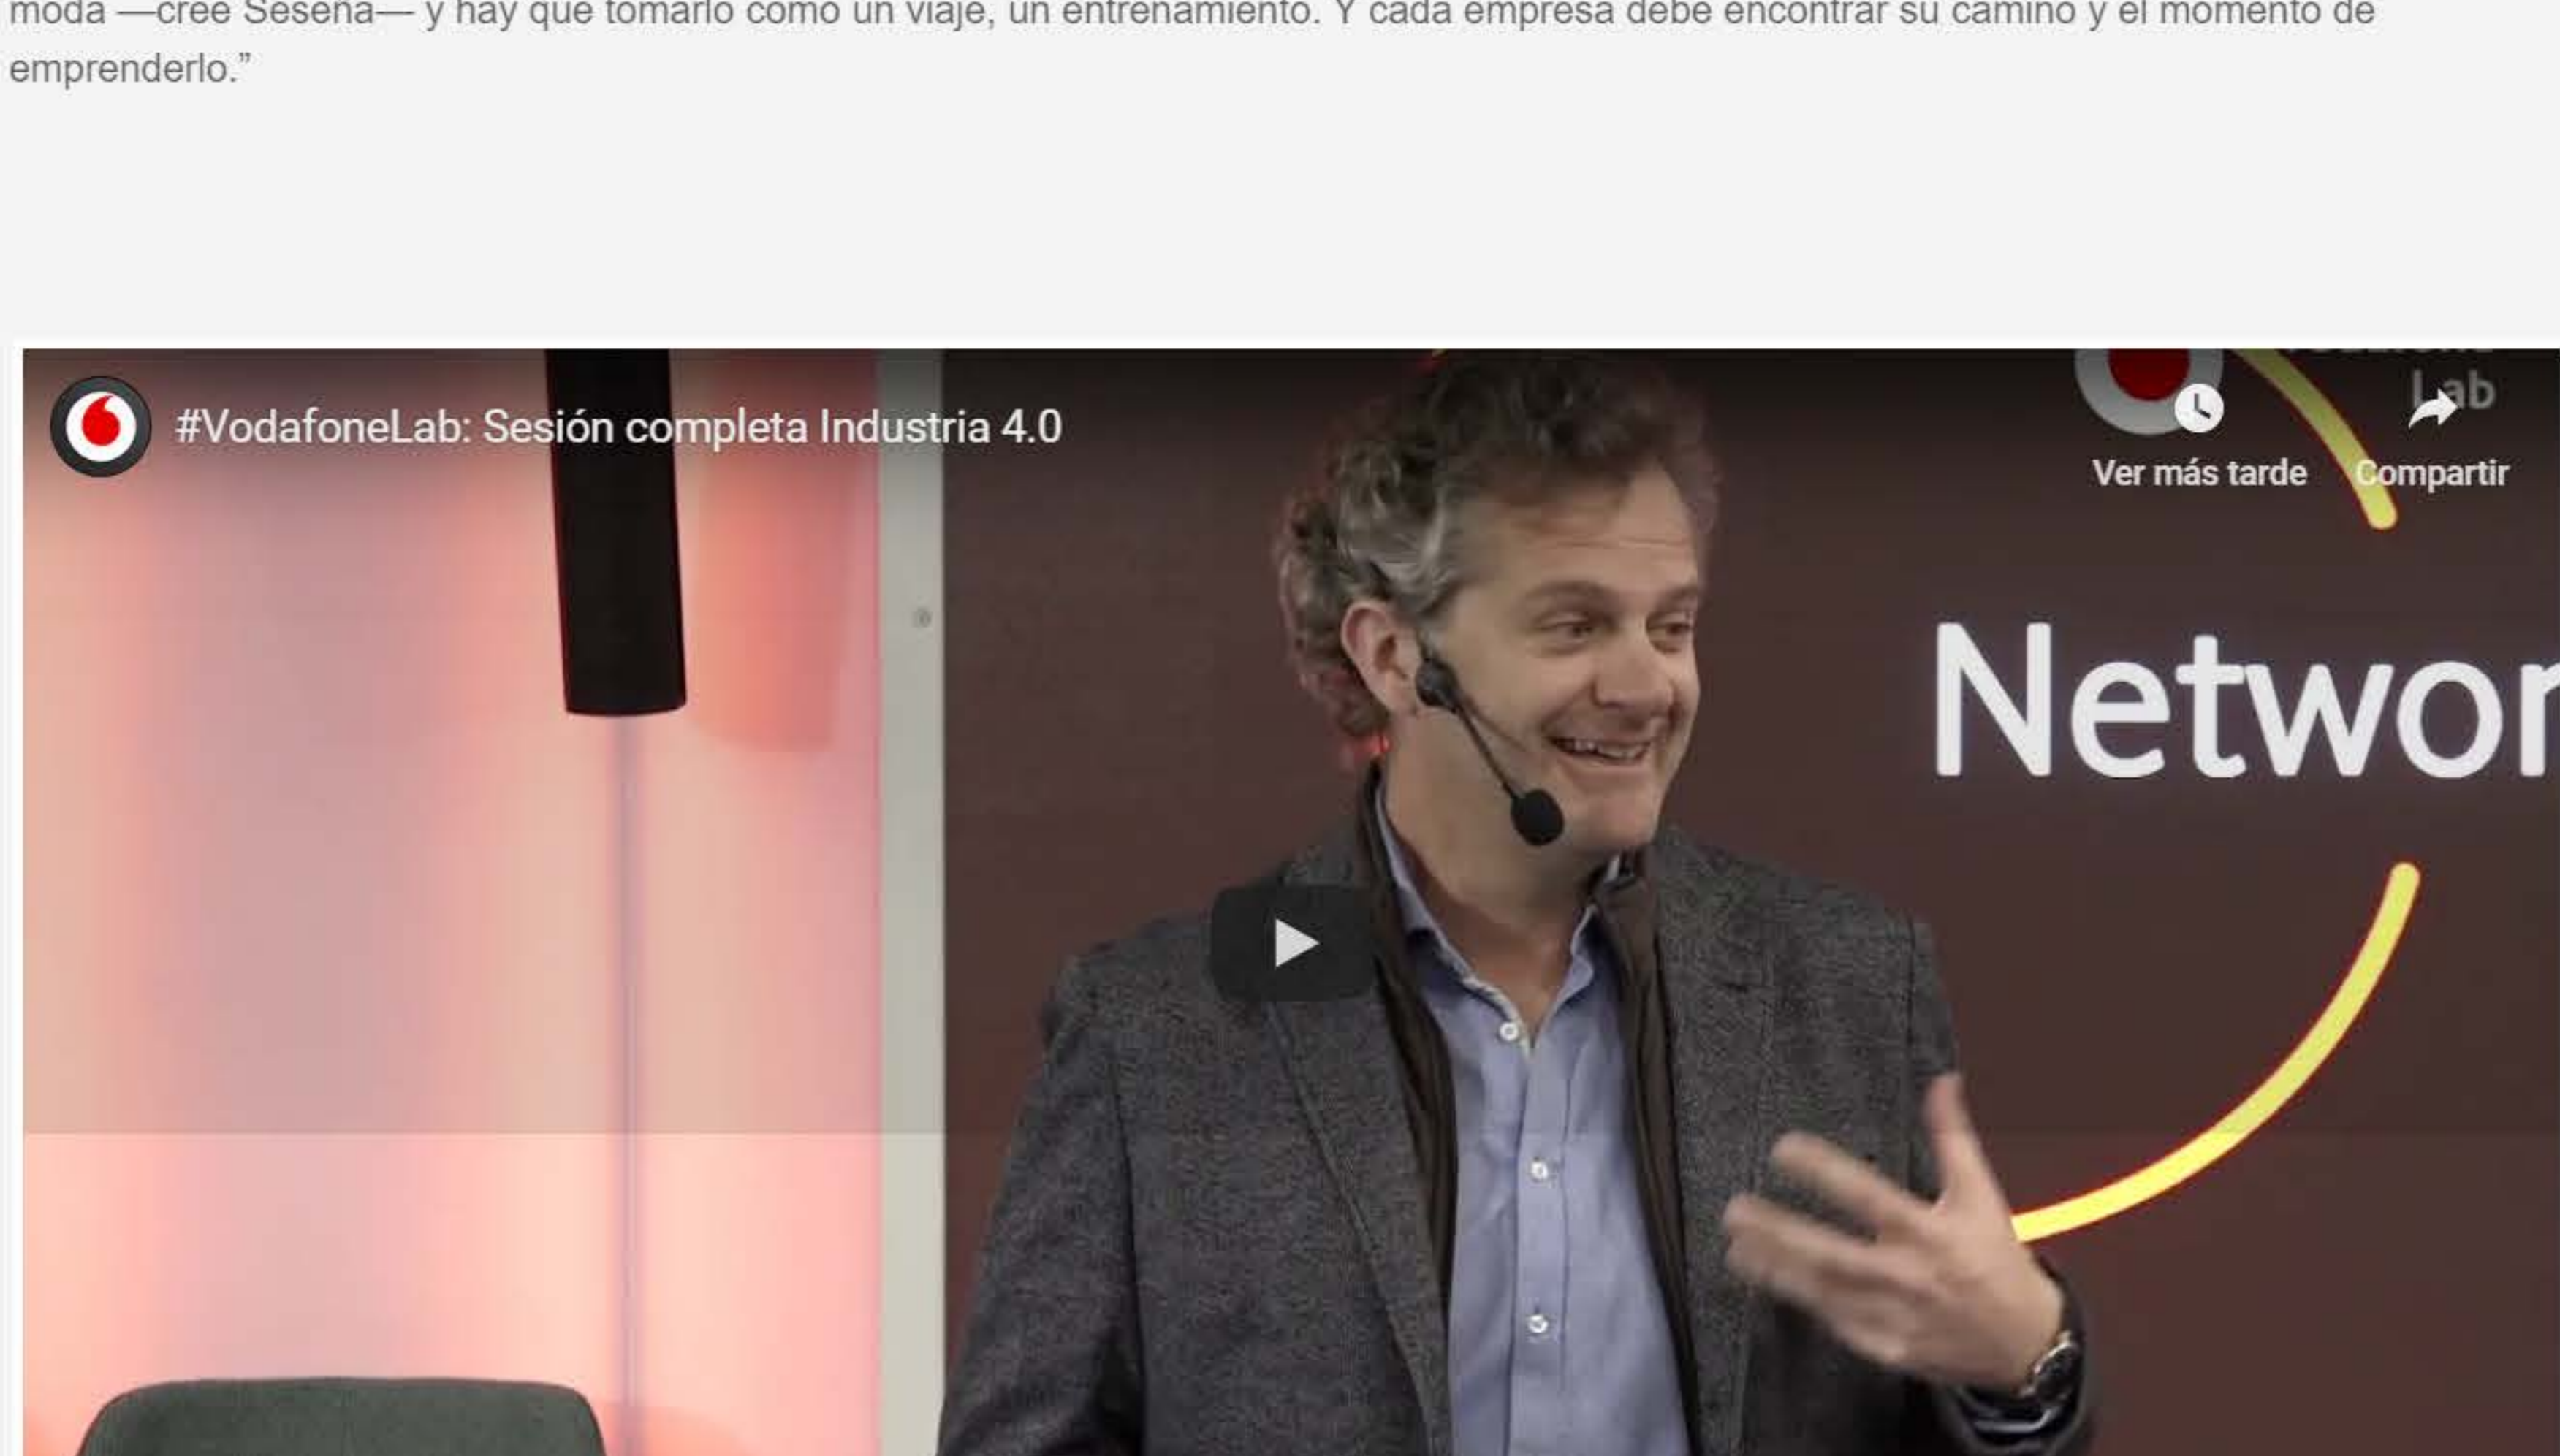 moda —cree Seseña— y hay que tomarlo como un viaje, un entrenamiento. Y cada empresa debe encontrar su camino y el momento de
emprenderlo.”
#VodafoneLab: Sesión completa Industria 4.0
Lab
Ver más tarde
Compartir
Networ